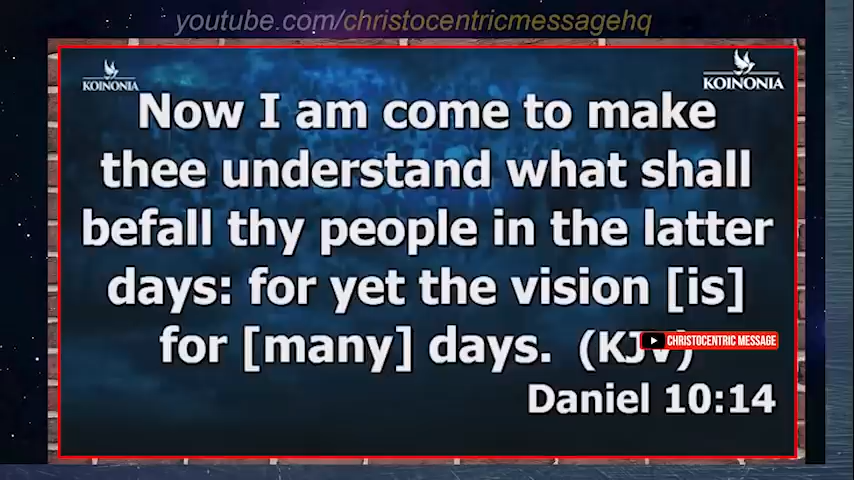 youtube.com/christocentricmessagehq
KOINONIA
KOINONIA
Now I am come to make
thee understand what shall
befall thy people in the latter
days: for yet the vision [is]
for [many] days. (KJV)
CHRISTOCENTRIC MESSAGE
Daniel 10:14